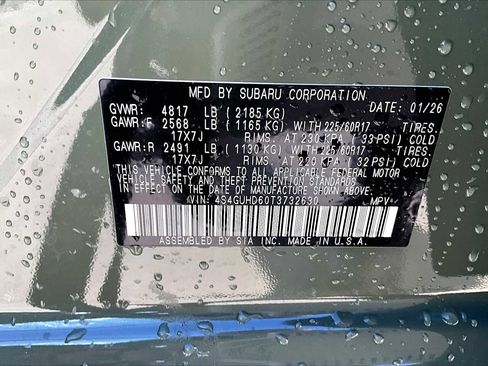 MFD BY SUBARU CORPORATION DATE: 01/26
GVWR: 4817 LB (2185 KG)
GAWR:F 2568 LB (1165 KG) WITH 225/60R17 TIRES.
17X7J RIMS. AT 230 KPA (33 PSI) COLD
GAWR:R 2491 LB (1130 KG) WITH 225/60R17 TIRES.
17X7J RIMS. AT 220 KPA (32 PSI) COLD
THIS VEHICLE CONFORMS TO ALL APPLICABLE FEDERAL MOTOR
VEHICLE SAFETY AND BUMPER STANDARDS IN EFFECT ON THE
DATE OF MANUFACTURE SHOWN ABOVE.
VIN: 4S4GUHD60T3732630 MPV
ASSEMBLED BY SIA INC. MADE IN U.S.A.